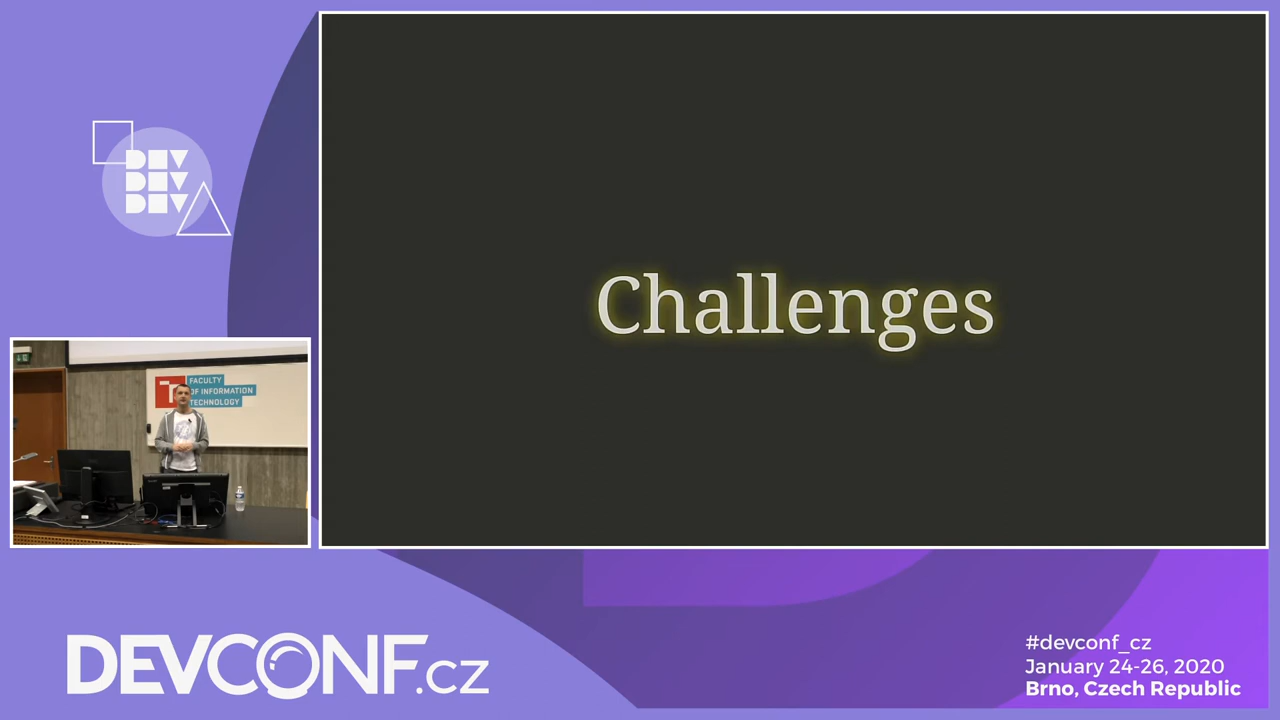 DEV
DEV
DEV
Challenges
FACULTY
OF INFORMATION
TECHNOLOGY
DEVCONF.cz
#devconf_cz
January 24-26, 2020
Brno, Czech Republic